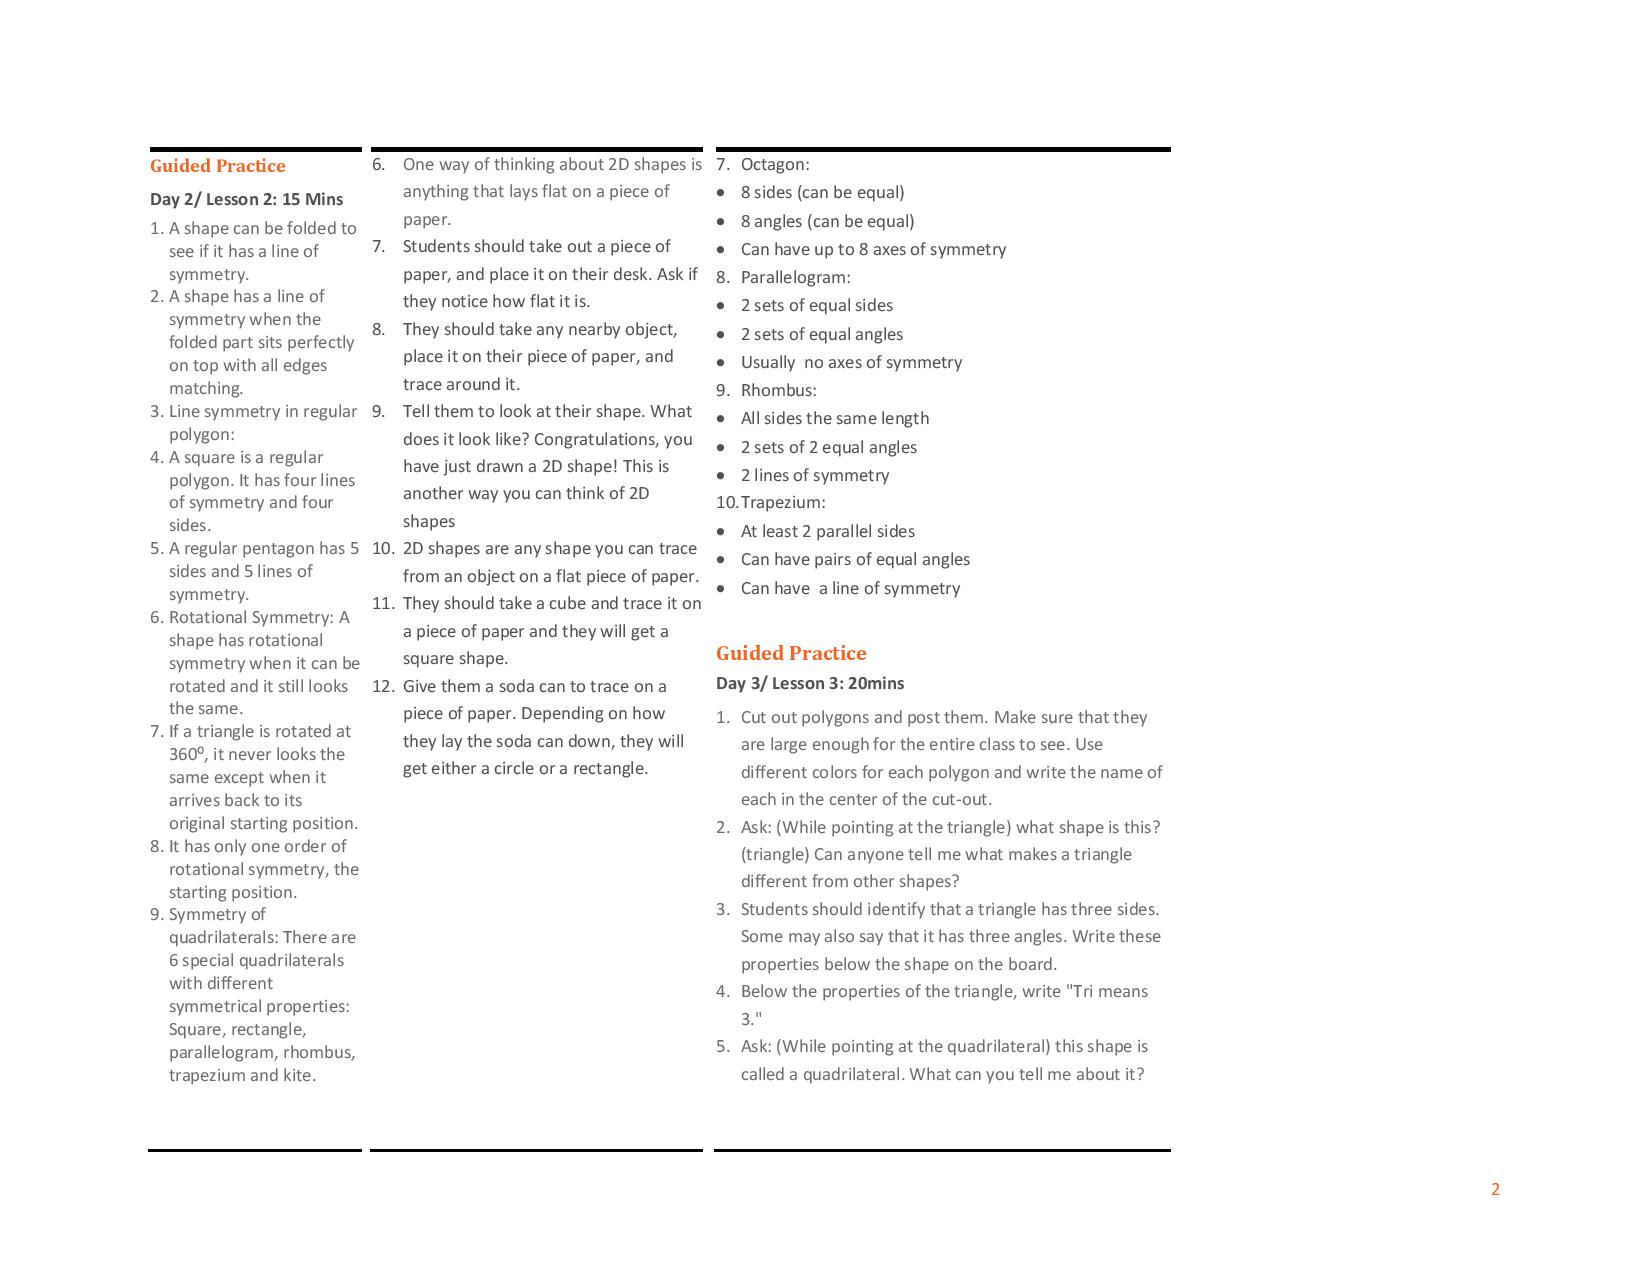 Guided Practice
Day 2/ Lesson 2: 15 Mins
1. A shape can be folded to
see if it has a line of
symmetry.
2. A shape has a line of
symmetry when the
folded part sits perfectly
on top with all edges
matching.
3. Line symmetry in regular
polygon:
4. A square is a regular
polygon. It has four lines
of symmetry and four
sides.
5. A regular pentagon has 5
sides and 5 lines of
symmetry.
6. Rotational Symmetry: A
shape has rotational
symmetry when it can be
rotated and it still looks
the same.
7. If a triangle is rotated at
360⁰, it never looks the
same except when it
arrives back to its
original starting position.
8. It has only one order of
rotational symmetry, the
starting position.
9. Symmetry of
quadrilaterals: There are
6 special quadrilaterals
with different
symmetrical properties:
Square, rectangle,
parallelogram, rhombus,
trapezium and kite.
6. One way of thinking about 2D shapes is
anything that lays flat on a piece of
paper.
7. Students should take out a piece of
paper, and place it on their desk. Ask if
they notice how flat it is.
8. They should take any nearby object,
place it on their piece of paper, and
trace around it.
9. Tell them to look at their shape. What
does it look like? Congratulations, you
have just drawn a 2D shape! This is
another way you can think of 2D
shapes
10. 2D shapes are any shape you can trace
from an object on a flat piece of paper.
11. They should take a cube and trace it on
a piece of paper and they will get a
square shape.
12. Give them a soda can to trace on a
piece of paper. Depending on how
they lay the soda can down, they will
get either a circle or a rectangle.
7. Octagon:
• 8 sides (can be equal)
• 8 angles (can be equal)
• Can have up to 8 axes of symmetry
8. Parallelogram:
• 2 sets of equal sides
• 2 sets of equal angles
• Usually  no axes of symmetry
9. Rhombus:
• All sides the same length
• 2 sets of 2 equal angles
• 2 lines of symmetry
10. Trapezium:
• At least 2 parallel sides
• Can have pairs of equal angles
• Can have  a line of symmetry
Guided Practice
Day 3/ Lesson 3: 20mins
1. Cut out polygons and post them. Make sure that they
are large enough for the entire class to see. Use
different colors for each polygon and write the name of
each in the center of the cut-out.
2. Ask: (While pointing at the triangle) what shape is this?
(triangle) Can anyone tell me what makes a triangle
different from other shapes?
3. Students should identify that a triangle has three sides.
Some may also say that it has three angles. Write these
properties below the shape on the board.
4. Below the properties of the triangle, write "Tri means
3."
5. Ask: (While pointing at the quadrilateral) this shape is
called a quadrilateral. What can you tell me about it?
2